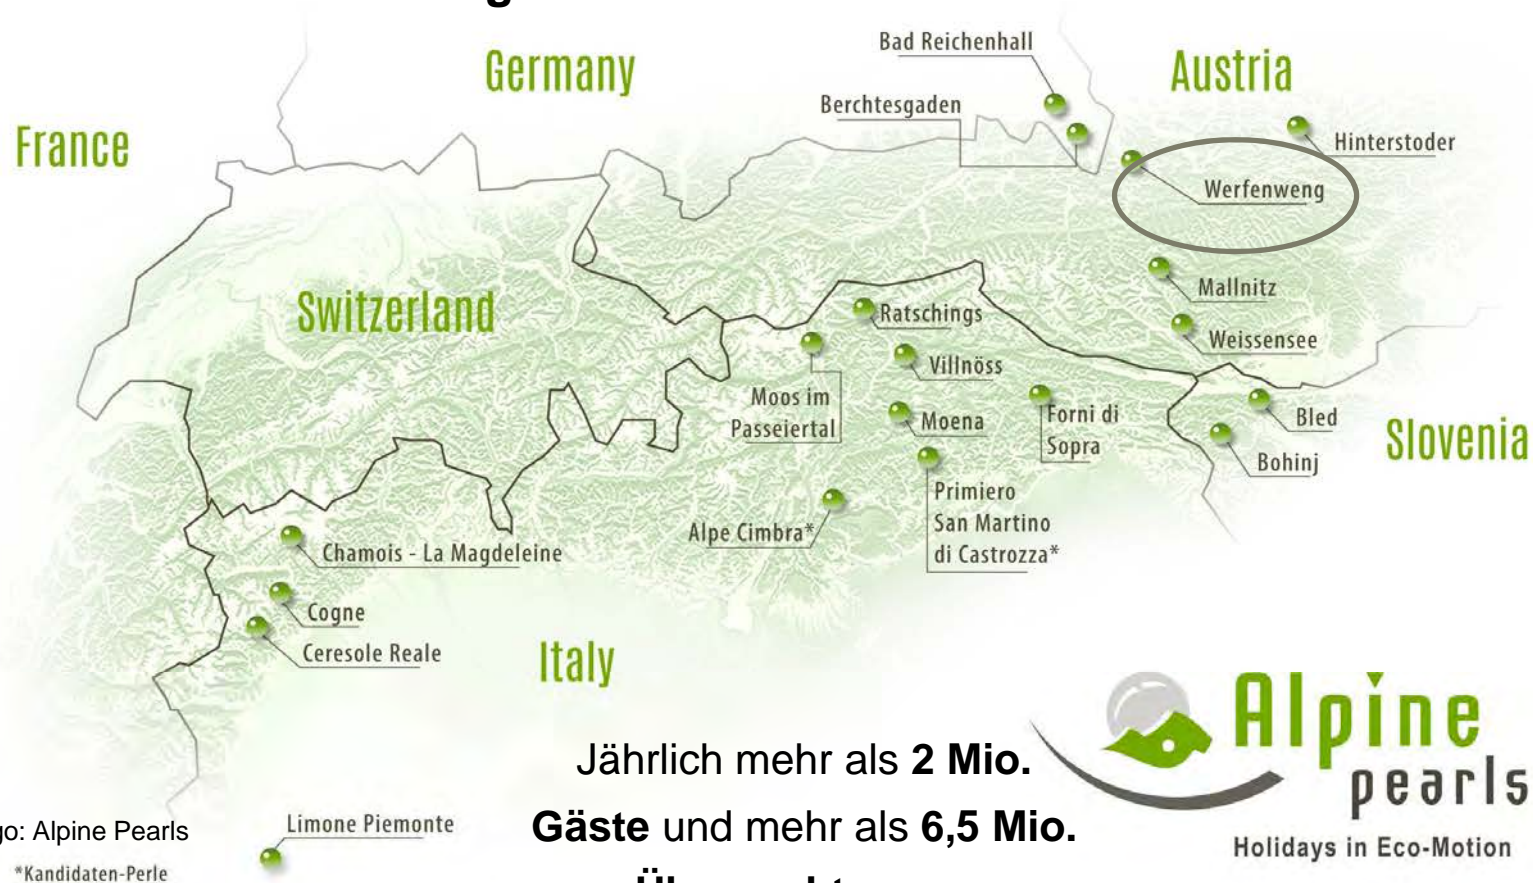 Germany
Bad Reichenhall
Austria
Berchtesgaden
France
Hinterstoder
Werfenweng
Switzerland
Mallnitz
Ratschings
Weissensee
Villnöss
Moos im
Passeiertal
Moena
Forni di
Sopra
Bled
Slovenia
Bohinj
Primiero
San Martino
di Castrozza*
Alpe Cimbra*
Chamois - La Magdeleine
Cogne
Ceresole Reale
Italy
Jährlich mehr als 2 Mio.
Gäste und mehr als 6,5 Mio.
Alpine
pearls
Holidays in Eco-Motion
Limone Piemonte
go: Alpine Pearls
*Kandidaten-Perle